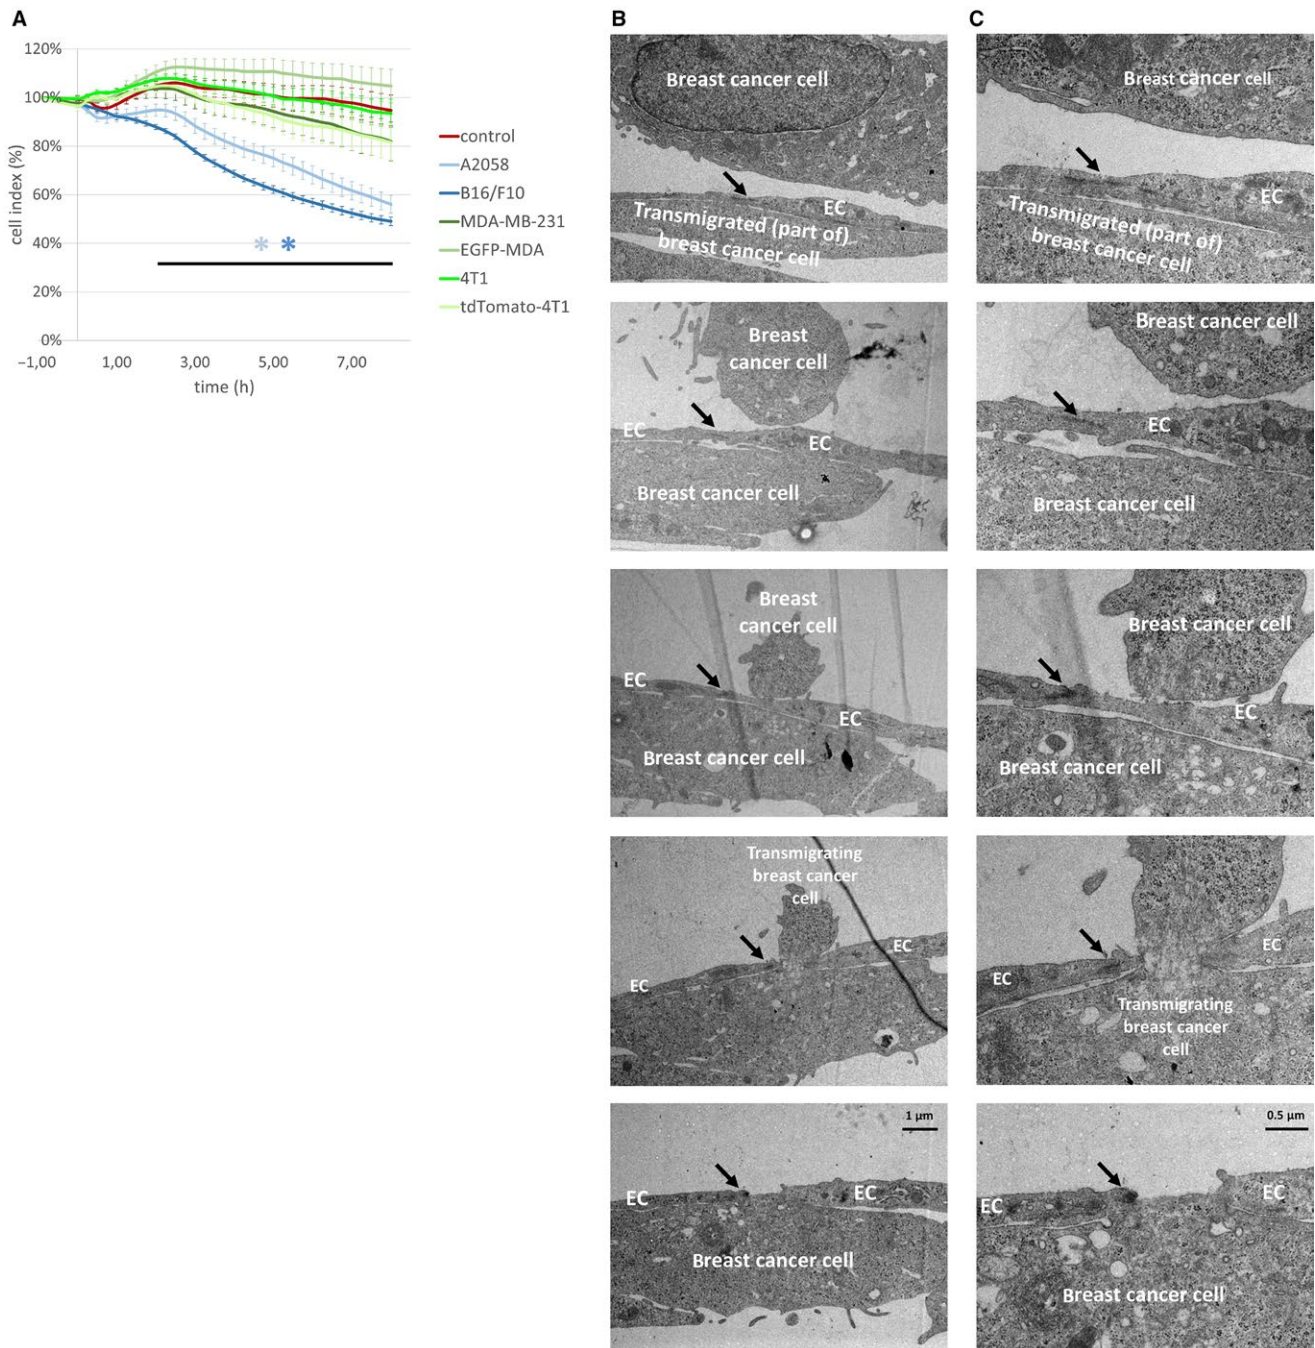 A
120%
100%
80%
60%
40%
20%
0%
cell index (%)
* *
−1,00
1,00
3,00
5,00
7,00
time (h)
control
A2058
B16/F10
MDA-MB-231
EGFP-MDA
4T1
tdTomato-4T1
B
Breast cancer cell
EC
Transmigrated (part of)
breast cancer cell
Breast
cancer cell
EC
EC
Breast cancer cell
Breast
cancer cell
EC
EC
Breast cancer cell
Transmigrating
breast cancer
cell
EC
EC
1 µm
EC
EC
Breast cancer cell
C
Breast cancer cell
EC
Transmigrated (part of)
breast cancer cell
Breast cancer cell
EC
Breast cancer cell
Breast cancer cell
EC
Breast cancer cell
EC
EC
Transmigrating
breast cancer
cell
0.5 µm
EC
EC
Breast cancer cell